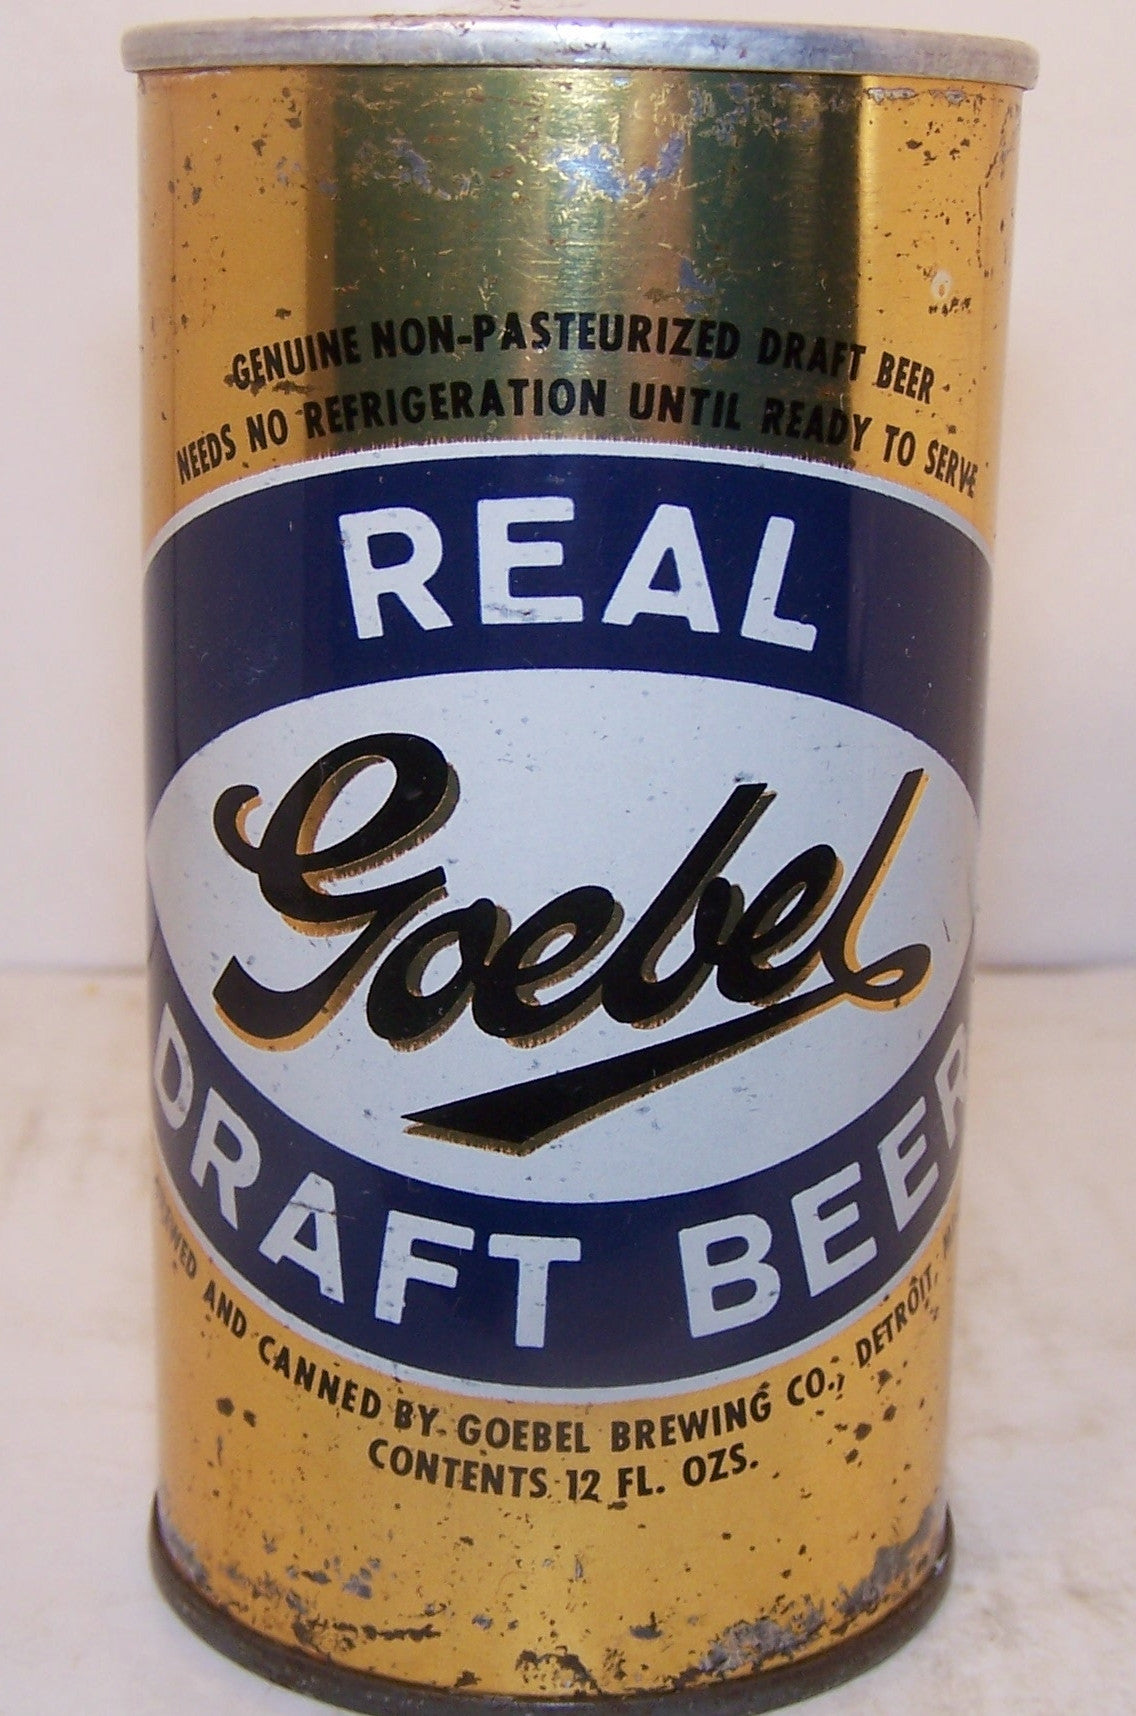 GENUINE NON-PASTEURIZED DRAFT BEER
NEEDS NO REFRIGERATION UNTIL READY TO SERVE
REAL
Goebel
DRAFT BEER
AND CANNED BY GOEBEL BREWING CO., DETROIT,
CONTENTS 12 FL. OZS.